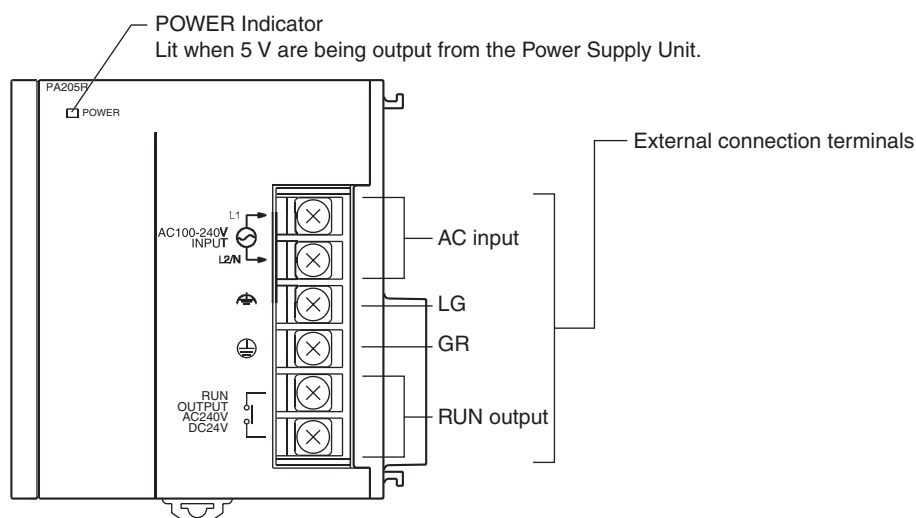 POWER Indicator
Lit when 5 V are being output from the Power Supply Unit.
PA205R
POWER
External connection terminals
L1
AC100-240V
INPUT
L2/N
AC input
LG
GR
RUN
OUTPUT
AC240V
DC24V
RUN output